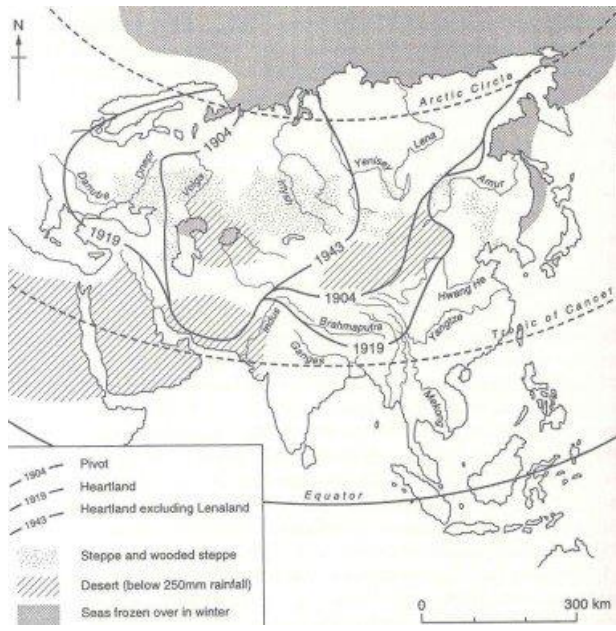 N
Arctic Circle
1904
Lena
Yenisei
Dnepr
Volga
Irtysh
Danube
Amur
1919
1943
1904
Hwang He
Indus
Brahmaputra
Yangtze
Tropic of Cancer
1919
Ganges
Mekong
Equator
1904 Pivot
1919 Heartland
1943 Heartland excluding Lenaland
Steppe and wooded steppe
Desert (below 250mm rainfall)
Seas frozen over in winter
0 300 km